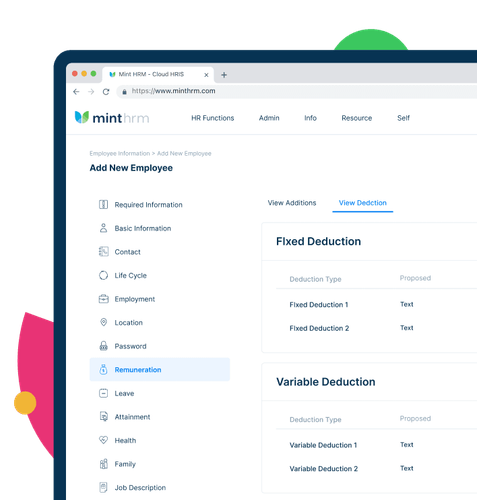 Mint HRM - Cloud HRIS
https://www.minthrm.com
minthrm
HR Functions Admin Info Resource Self
Employee Information > Add New Employee
Add New Employee
Required Information
Basic Information
Contact
Life Cycle
Employment
Location
Password
Remuneration
Leave
Attainment
Health
Family
Job Description
View Additions View Dedction
FIxed Deduction
Deduction Type Proposed
FIxed Deduction 1 Text
FIxed Deduction 2 Text
Variable Deduction
Deduction Type Proposed
Variable Deduction 1 Text
Variable Deduction 2 Text